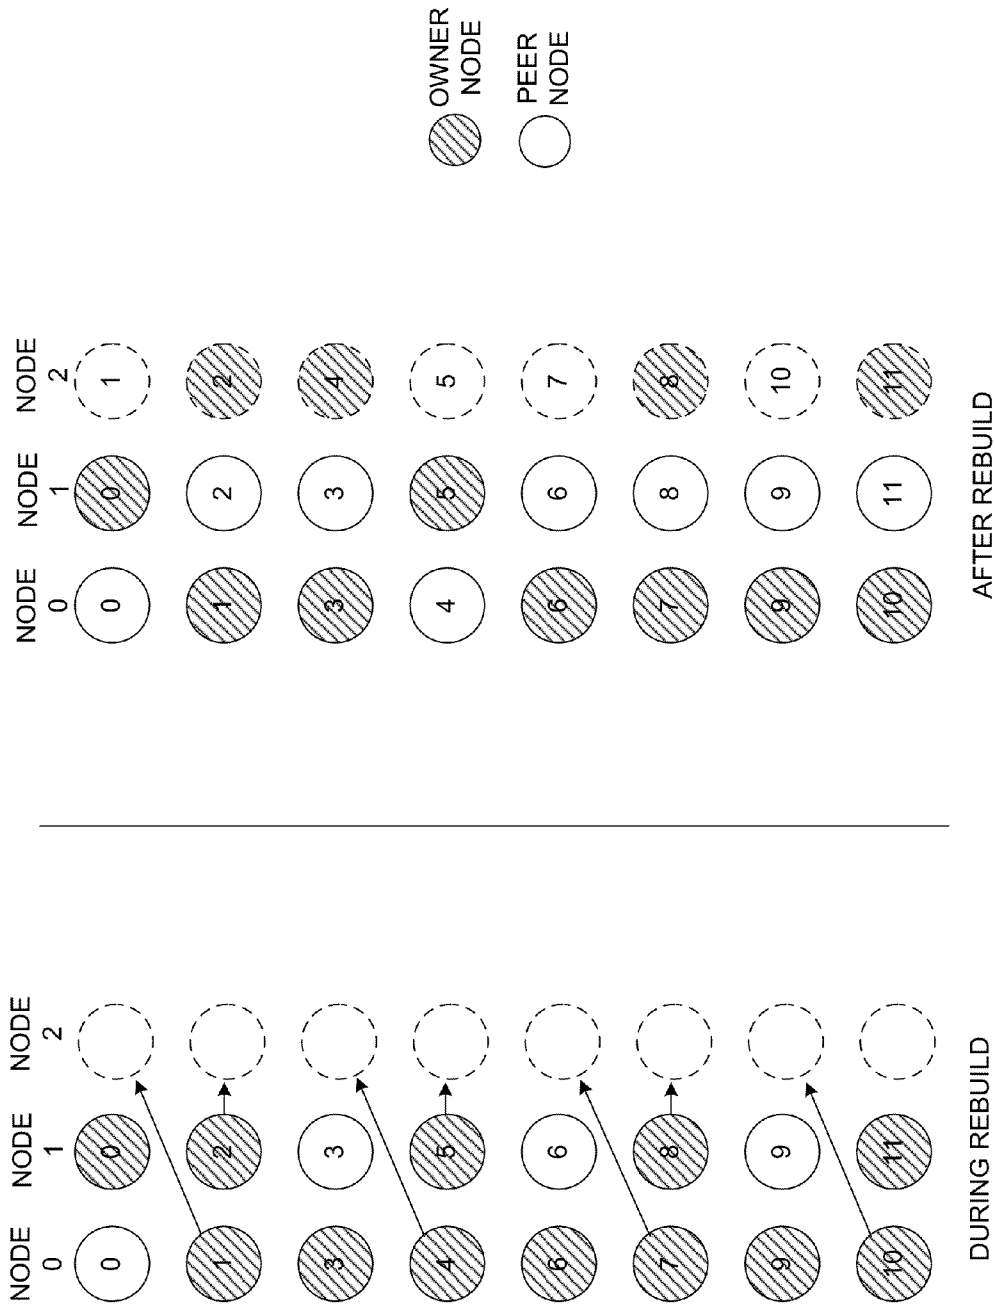 NODE NODE NODE
0 1 2
0 0
1 2
3 3
4 5
6 6
7 8
9 9
10 11
DURING REBUILD
NODE NODE NODE
0 1 2
0 0 1
1 2 2
3 3 4
4 5 5
6 6 7
7 8 8
9 9 10
10 11 11
AFTER REBUILD
OWNER
NODE
PEER
NODE